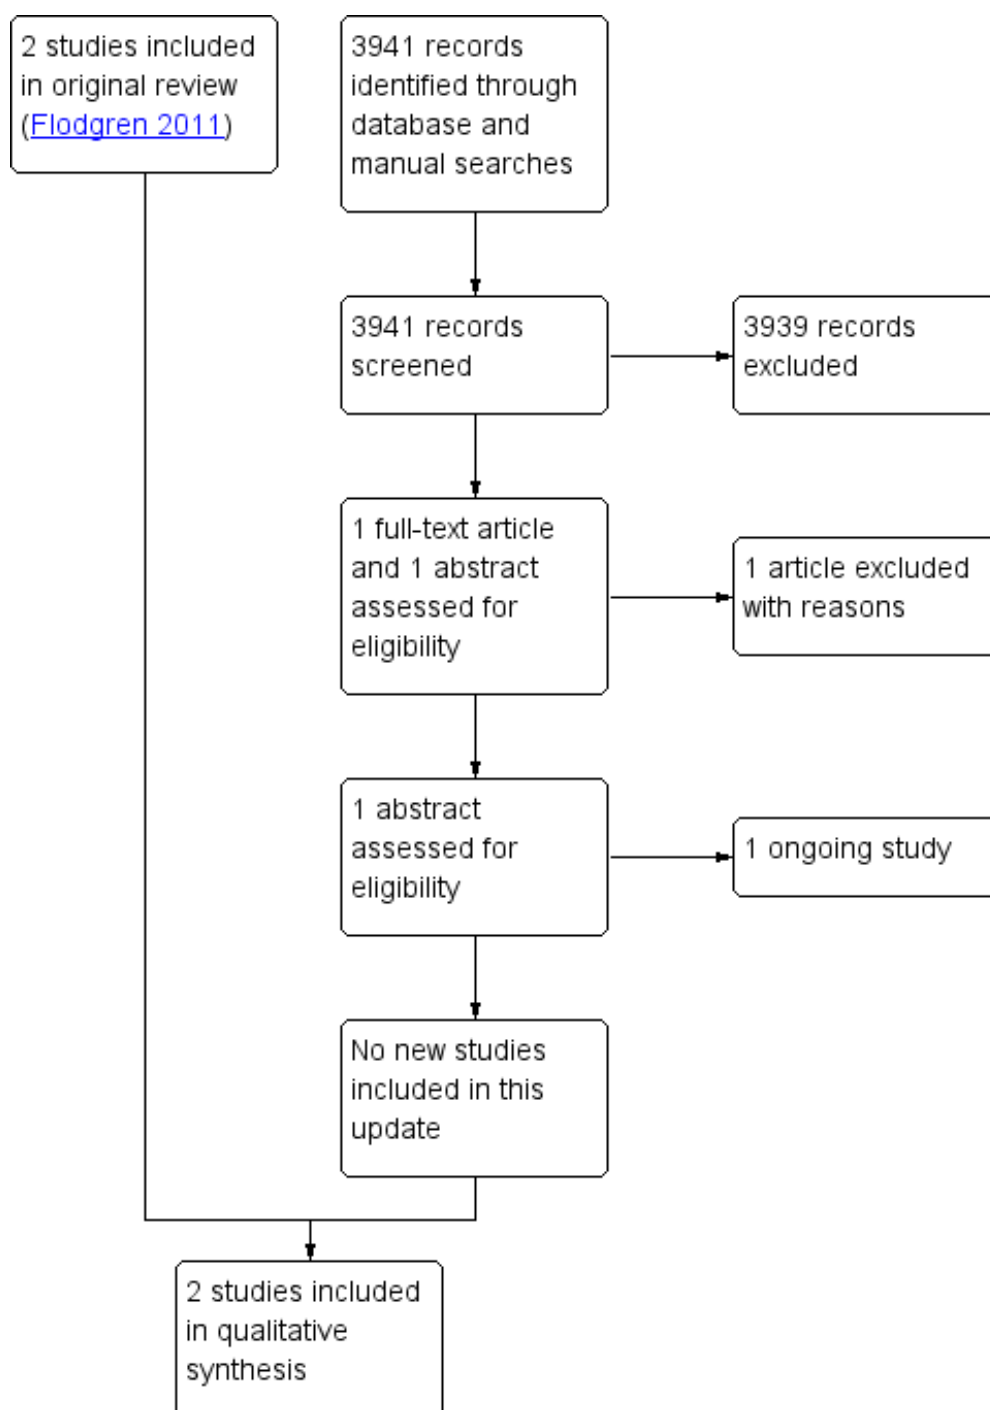 2 studies included
in original review
(Flodgren 2011)
3941 records
identified through
database and
manual searches
3941 records
screened
3939 records
excluded
1 full-text article
and 1 abstract
assessed for
eligibility
1 article excluded
with reasons
1 abstract
assessed for
eligibility
1 ongoing study
No new studies
included in this
update
2 studies included
in qualitative
synthesis